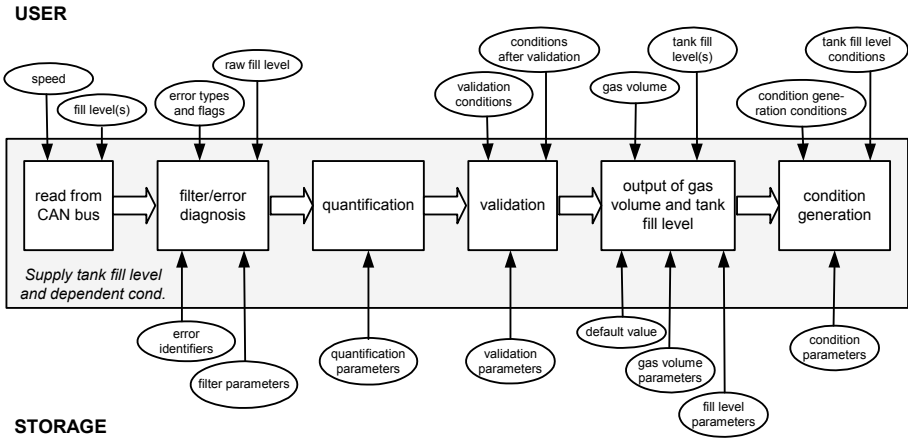 USER
speed
fill level(s)
error types
and flags
raw fill level
validation
conditions
conditions
after validation
gas volume
tank fill
level(s)
condition gene-
ration conditions
tank fill level
conditions
read from
CAN bus
filter/error
diagnosis
quantification
validation
output of gas
volume and tank
fill level
condition
generation
Supply tank fill level
and dependent cond.
error
identifiers
filter parameters
quantification
parameters
validation
parameters
default value
gas volume
parameters
fill level
parameters
condition
parameters
STORAGE